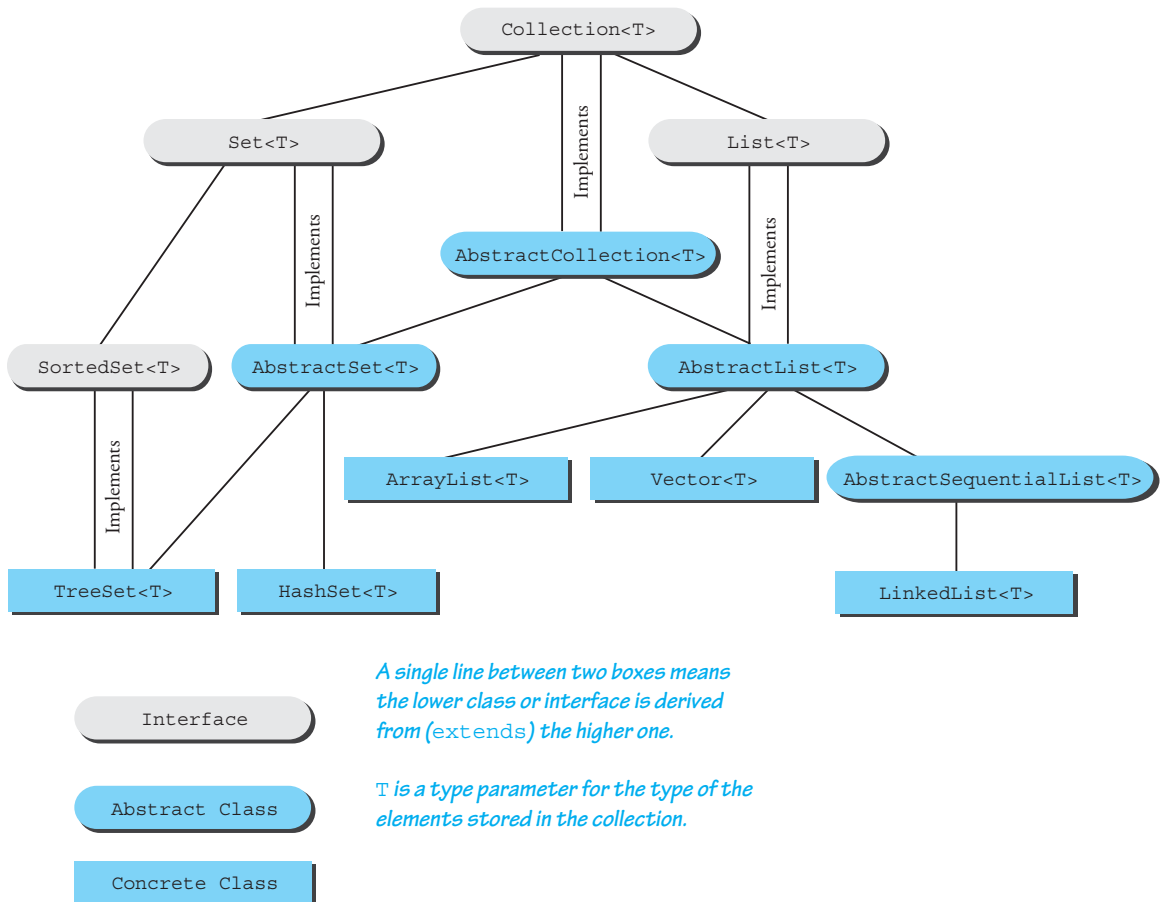 Collection<T>
Set<T>
List<T>
Implements
AbstractCollection<T>
Implements
Implements
SortedSet<T>
AbstractSet<T>
AbstractList<T>
Implements
ArrayList<T>
Vector<T>
AbstractSequentialList<T>
TreeSet<T>
HashSet<T>
LinkedList<T>
A single line between two boxes means
the lower class or interface is derived
from (extends) the higher one.
Interface
T is a type parameter for the type of the
elements stored in the collection.
Abstract Class
Concrete Class